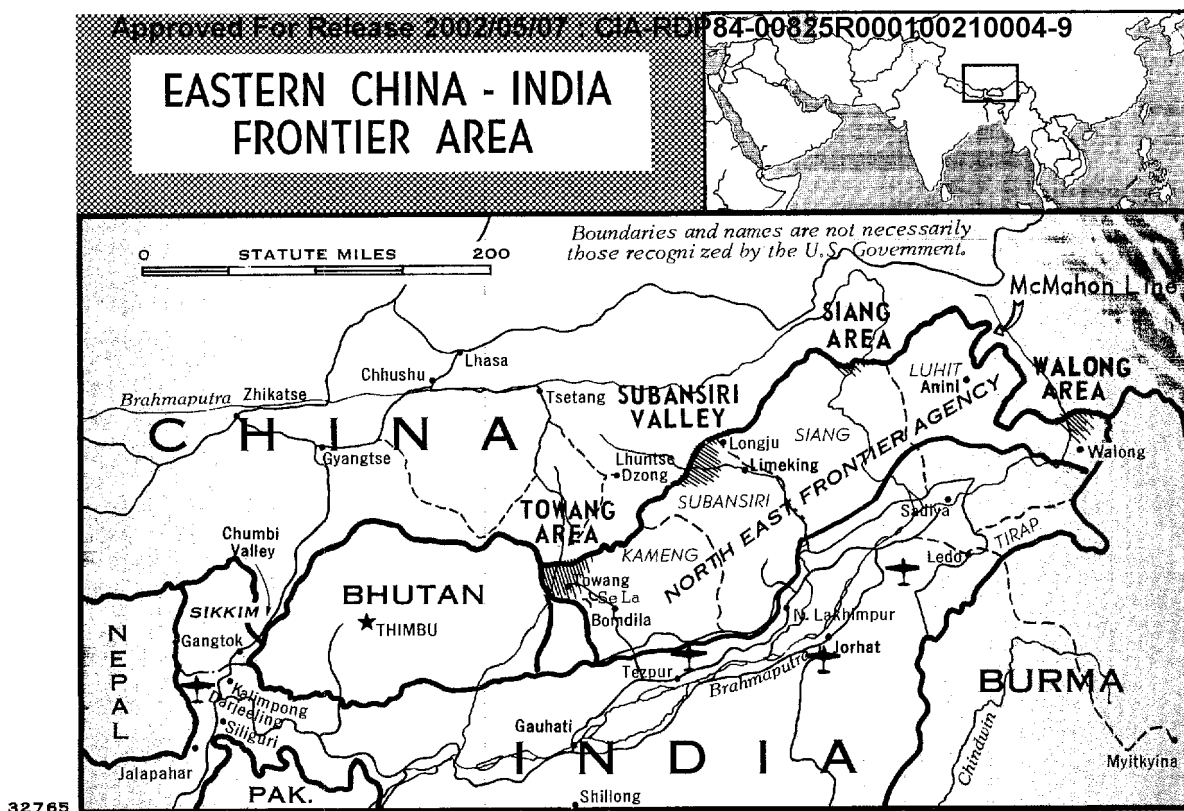 Approved For Release 2002/05/07 : CIA-RDP84-00825R000100210004-9
EASTERN CHINA - INDIA
FRONTIER AREA
0 STATUTE MILES 200
Boundaries and names are not necessarily
those recognized by the U.S. Government.
McMahon Line
SIANG
AREA
LUHIT
Anini
WALONG
AREA
Walong
Lhasa
Chhushu
Brahmaputra
Zhikatse
Tsetang
SUBANSIRI
VALLEY
CHINA
Gyangtse
Longju
SIANG
Limeking
Lhuntse
Dzong
SUBANSIRI
NORTH EAST FRONTIER AGENCY
TOWANG
AREA
Sadiya
Chumbi
Valley
KAMENG
Ledo
TIRAP
Towang
Se La
Bomdila
BHUTAN
THIMBU
SIKKIM
Gangtok
NEPAL
N. Lakhimpur
Jorhat
Tezpur
Brahmaputra
BURMA
Kalimpong
Darjeeling
Siliguri
Gauhati
INDIA
Chindwin
Myitkyina
Jalapahar
PAK.
Shillong
32765